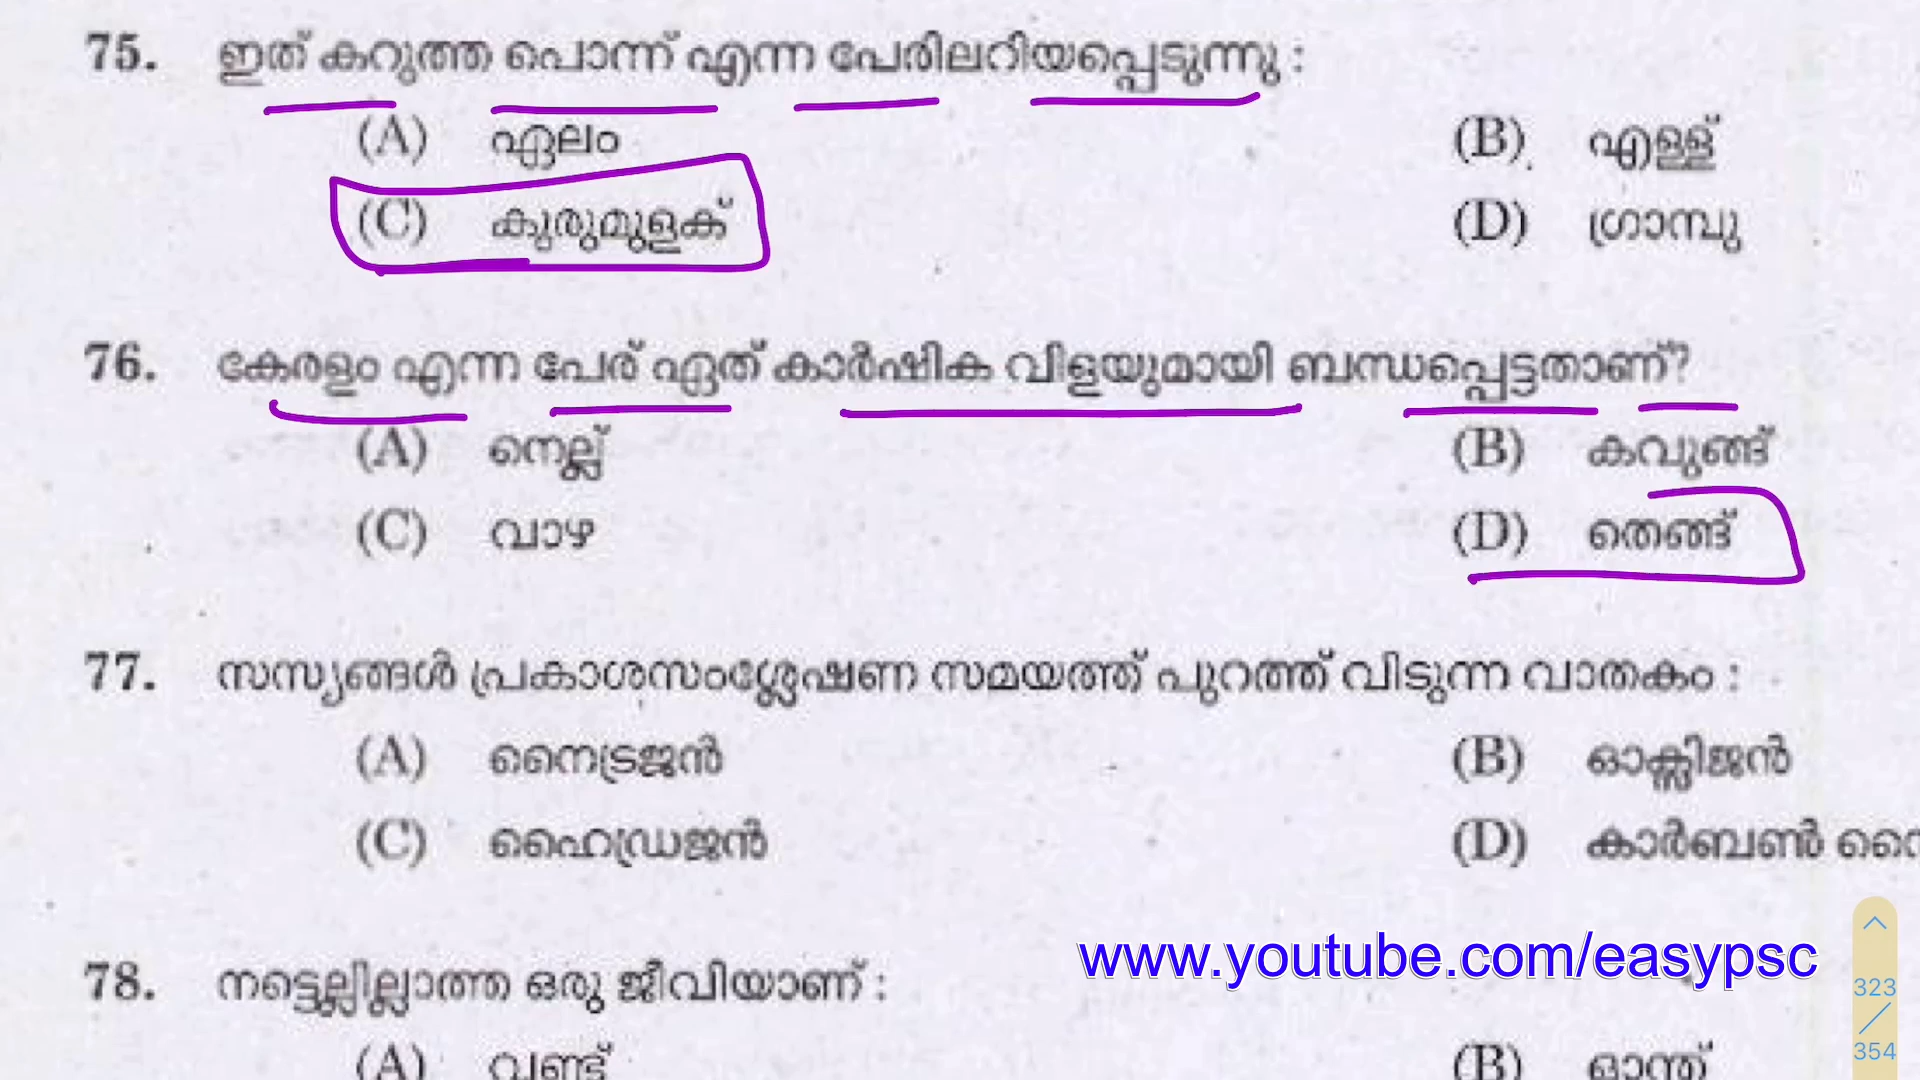 75. ഇത് കറുത്ത പൊന്ന് എന്ന പേരിലറിയപ്പെടുന്നു :
(A) ഏലം (B) എള്ള്
(C) കുരുമുളക് (D) ഗ്രാമ്പു
76. കേരളം എന്ന പേര് ഏത് കാർഷിക വിളയുമായി ബന്ധപ്പെട്ടതാണ്?
(A) നെല്ല് (B) കവുങ്ങ്
(C) വാഴ (D) തെങ്ങ്
77. സസ്യങ്ങൾ പ്രകാശസംശ്ലേഷണ സമയത്ത് പുറത്ത് വിടുന്ന വാതകം :
(A) നൈട്രജൻ (B) ഓക്സിജൻ
(C) ഹൈഡ്രജൻ (D) കാർബൺ
www.youtube.com/easypsc
78. നട്ടെല്ലില്ലാത്ത ഒരു ജീവിയാണ് :
(A) വണ്ട് (B) ഓന്ത്
323
354